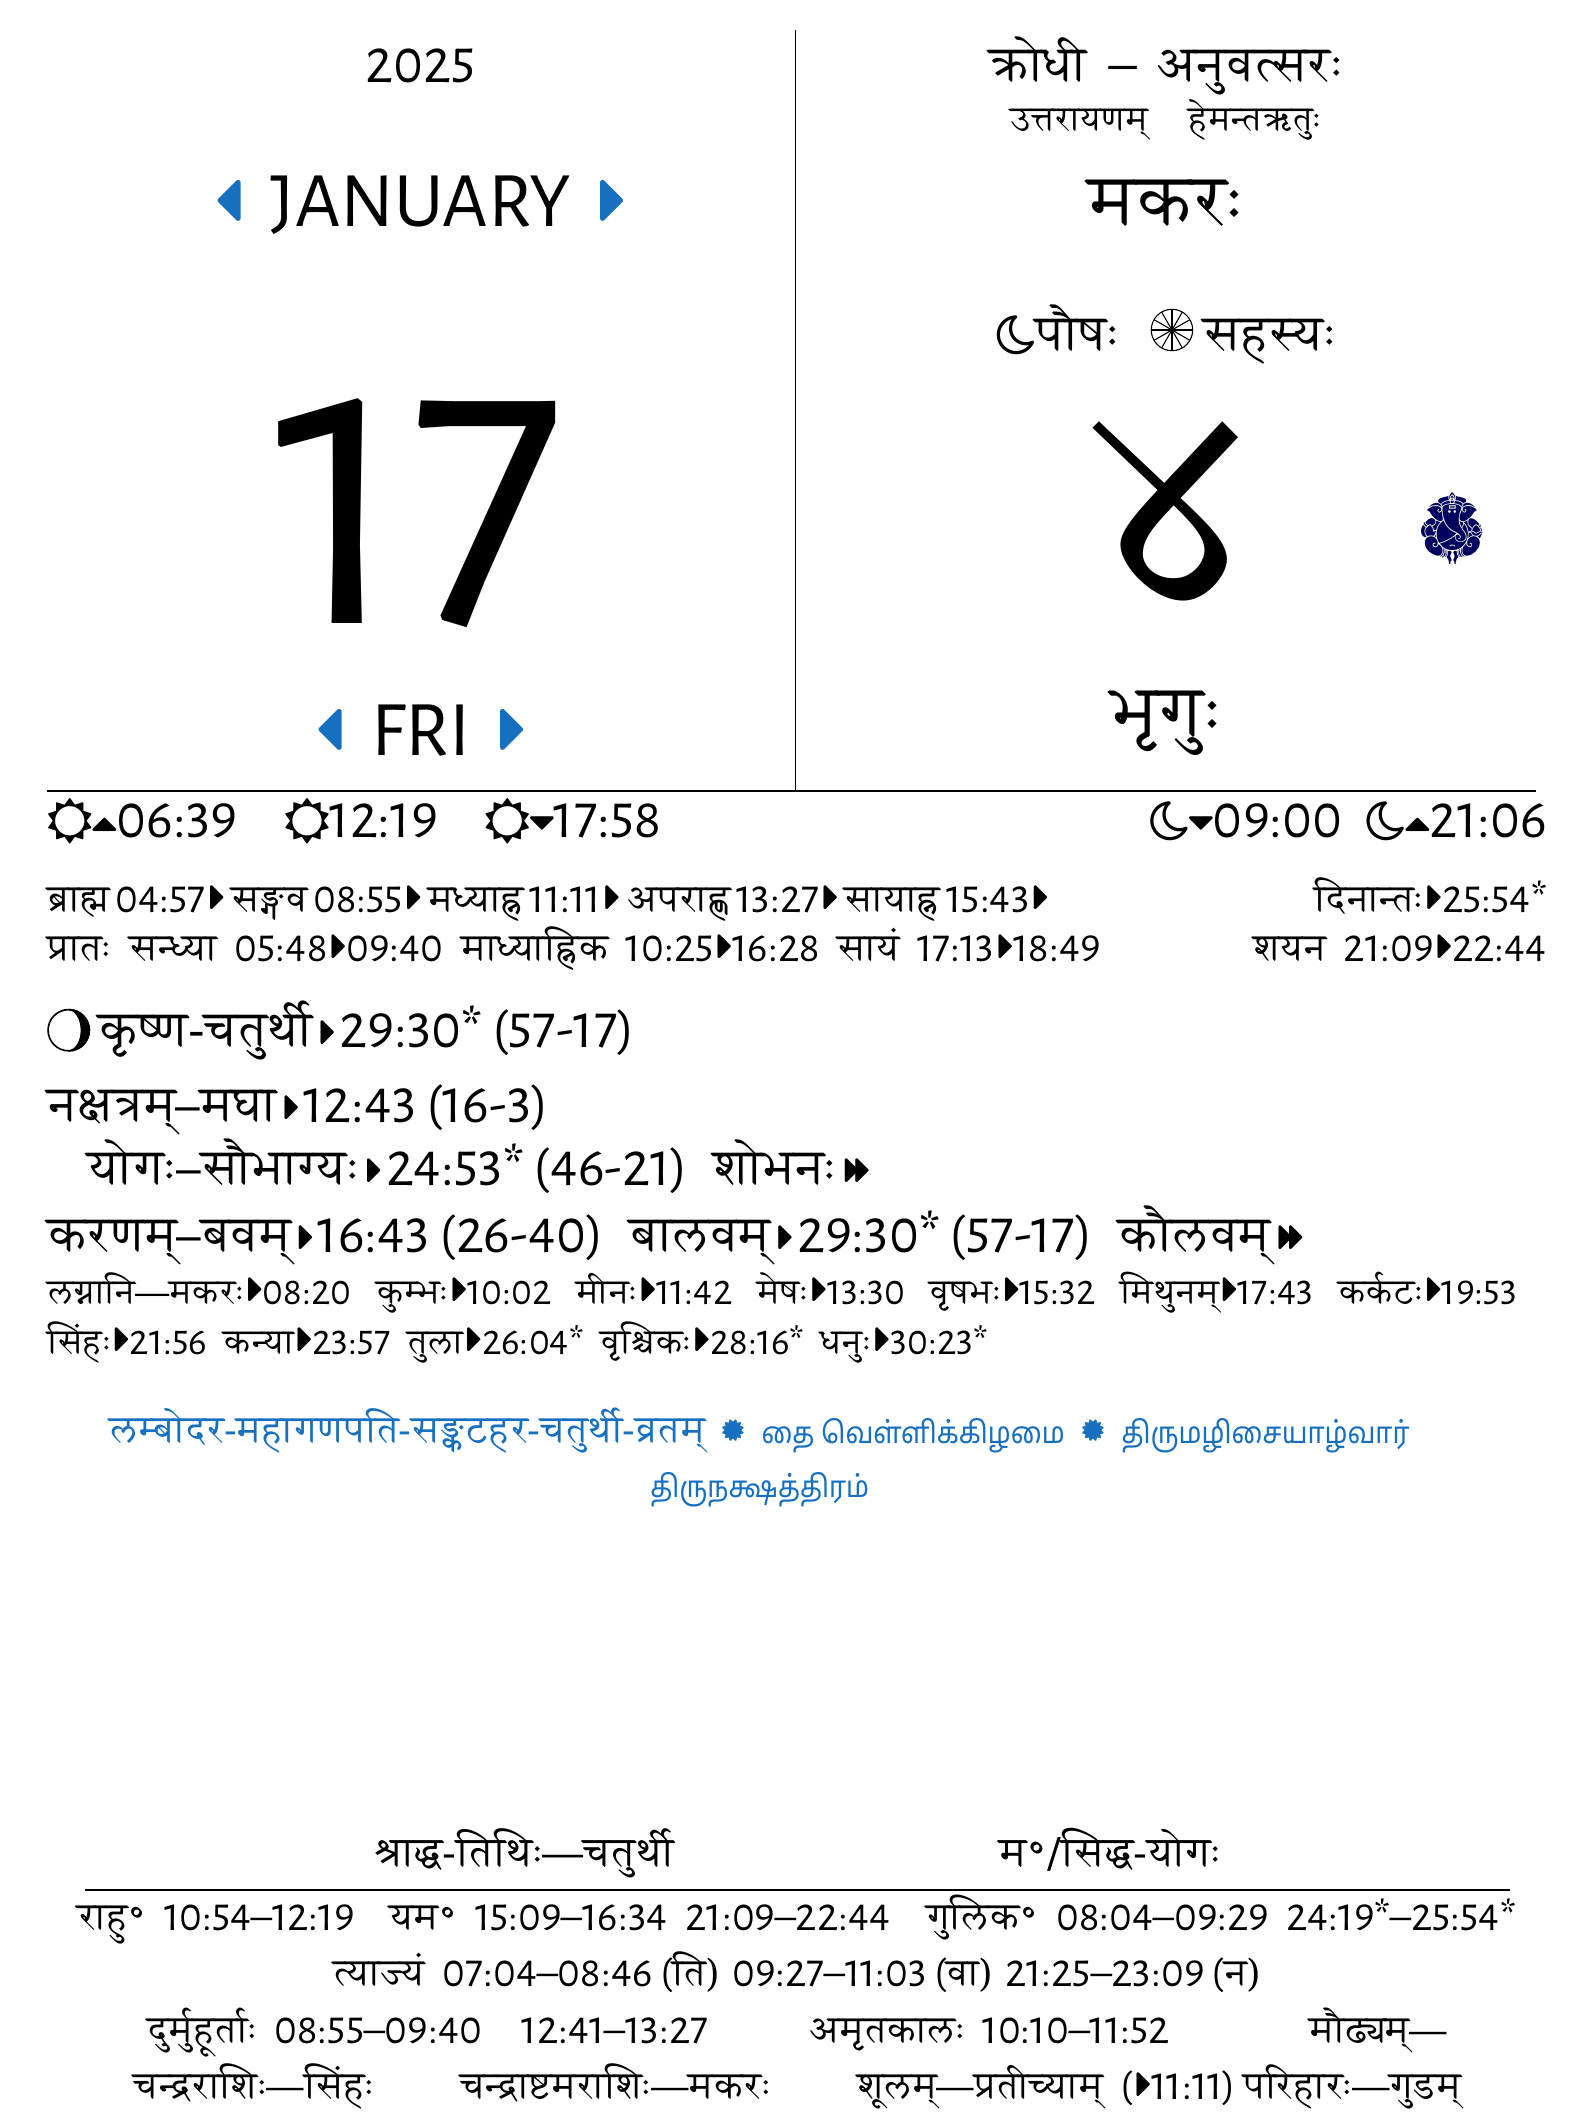 2025
JANUARY
17
FRI
क्रोधी – अनुवत्सरः
उत्तरायणम् हेमन्तऋतुः
मकरः
पौषः सहस्यः
४
भृगुः
06:39 12:19 17:58 09:00 21:06
ब्राह्म 04:57 सङ्गव 08:55 मध्याह्न 11:11 अपराह्ण 13:27 सायाह्न 15:43 दिनान्तः 25:54*
प्रातः सन्ध्या 05:48 09:40 माध्याह्निक 10:25 16:28 सायं 17:13 18:49 शयन 21:09 22:44
कृष्ण-चतुर्थी 29:30* (57-17)
नक्षत्रम्–मघा 12:43 (16-3)
योगः–सौभाग्यः 24:53* (46-21) शोभनः
करणम्–बवम् 16:43 (26-40) बालवम् 29:30* (57-17) कौलवम्
लग्नानि—मकरः 08:20 कुम्भः 10:02 मीनः 11:42 मेषः 13:30 वृषभः 15:32 मिथुनम् 17:43 कर्कटः 19:53
सिंहः 21:56 कन्या 23:57 तुला 26:04* वृश्चिकः 28:16* धनुः 30:23*
लम्बोदर-महागणपति-सङ्कटहर-चतुर्थी-व्रतम् தை வெள்ளிக்கிழமை திருமழிசையாழ்வார்
திருநக்ஷத்திரம்
श्राद्ध-तिथिः—चतुर्थी म॰/सिद्ध-योगः
राहु॰ 10:54–12:19 यम॰ 15:09–16:34 21:09–22:44 गुलिक॰ 08:04–09:29 24:19*–25:54*
त्याज्यं 07:04–08:46 (ति) 09:27–11:03 (वा) 21:25–23:09 (न)
दुर्मुहूर्ताः 08:55–09:40 12:41–13:27 अमृतकालः 10:10–11:52 मौढ्यम्—
चन्द्रराशिः—सिंहः चन्द्राष्टमराशिः—मकरः शूलम्—प्रतीच्याम् (11:11) परिहारः—गुडम्